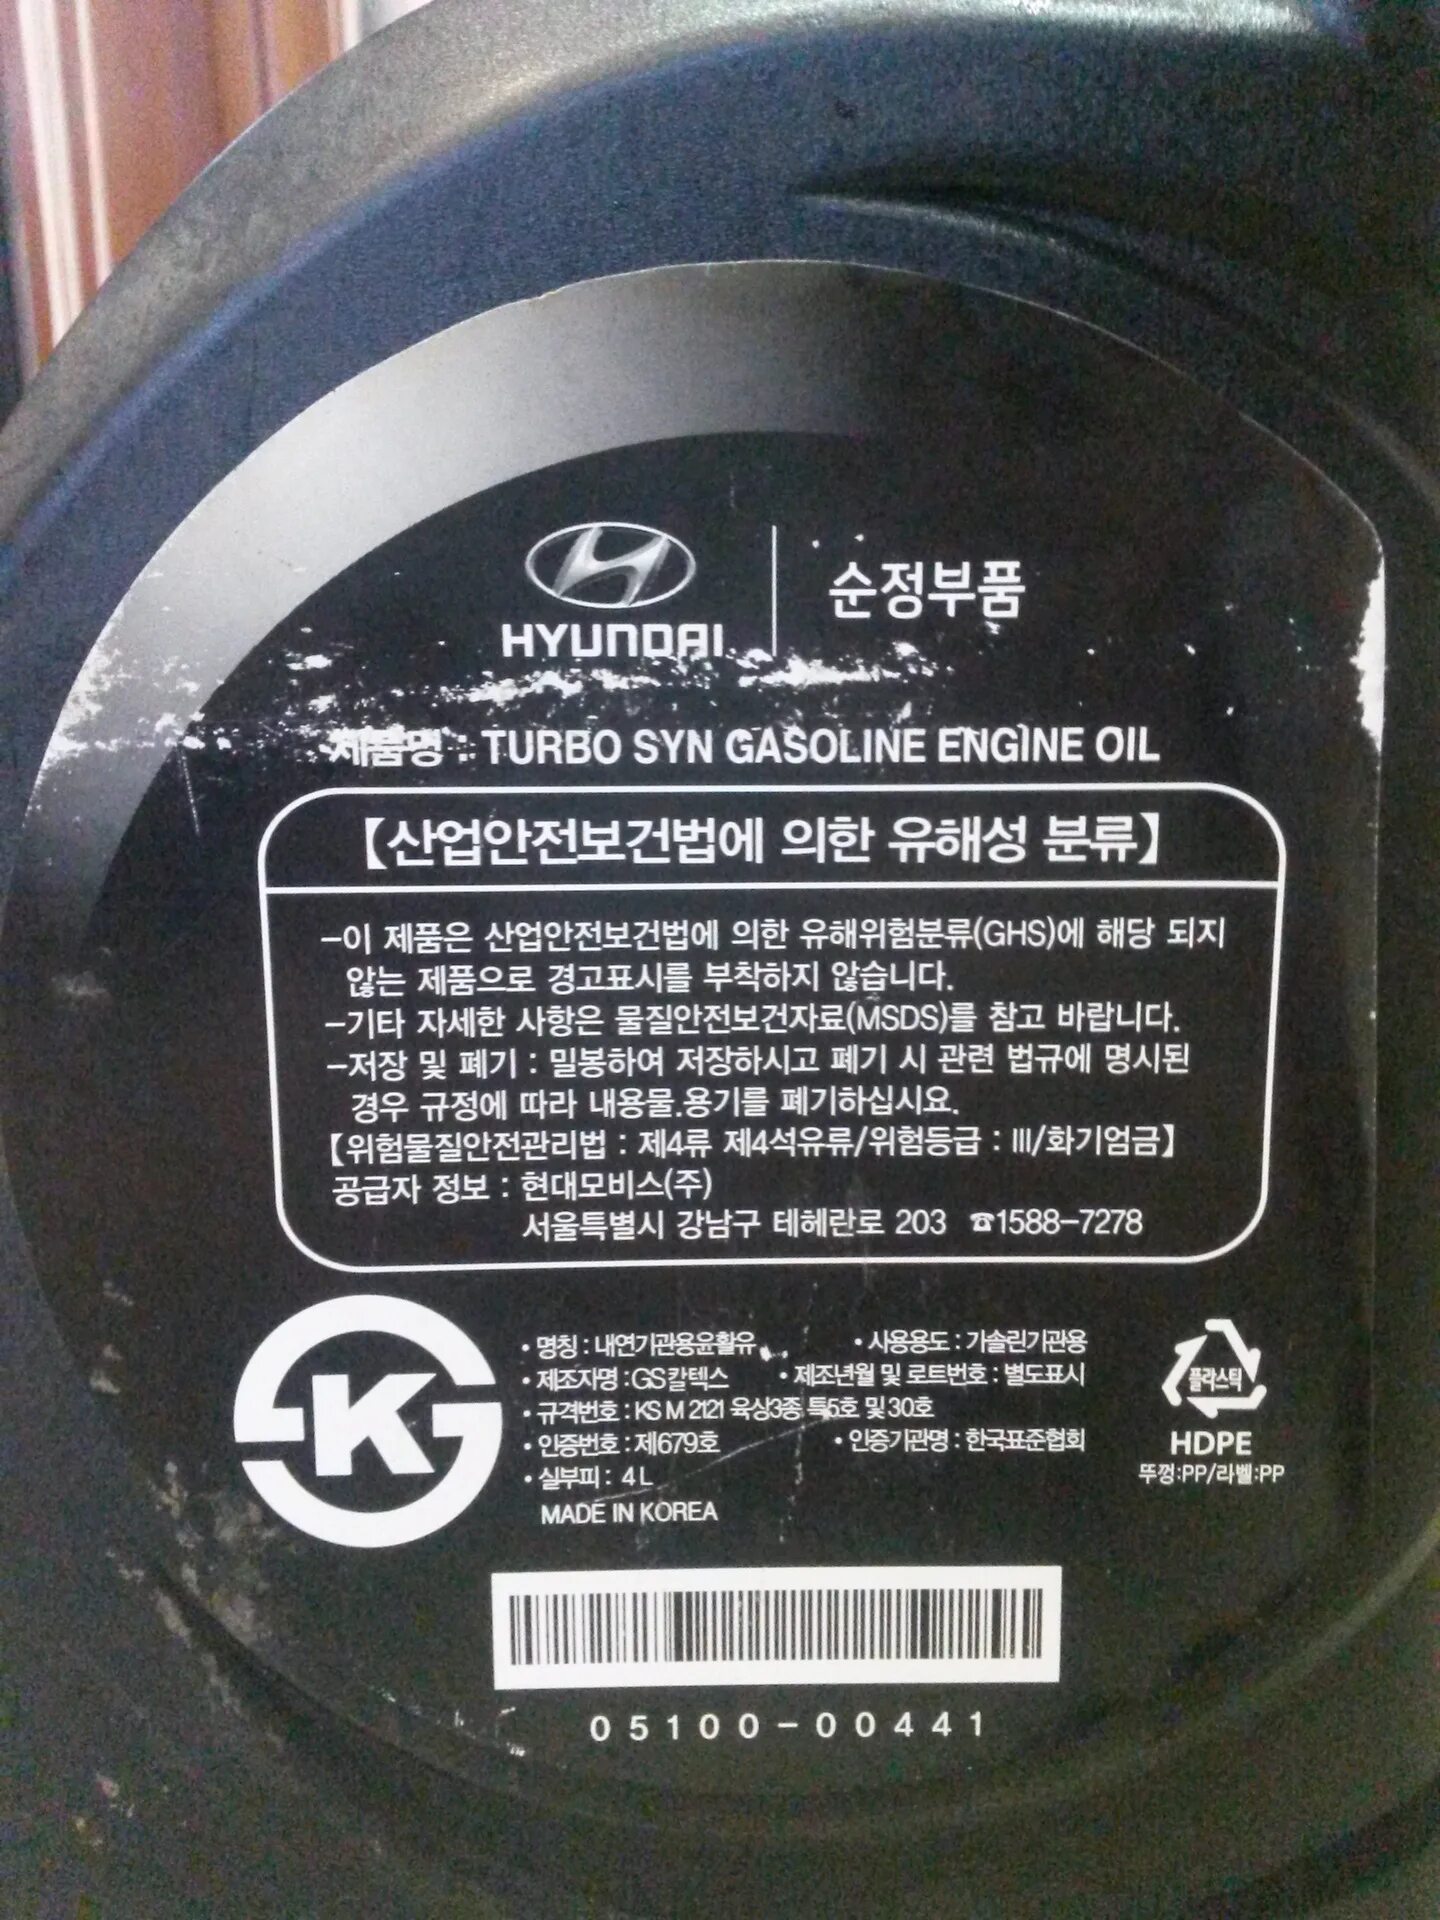 HYUNDAI
순정부품
제품명 : TURBO SYN GASOLINE ENGINE OIL
【산업안전보건법에 의한 유해성 분류】
-이 제품은 산업안전보건법에 의한 유해위험분류(GHS)에 해당 되지
않는 제품으로 경고표시를 부착하지 않습니다.
-기타 자세한 사항은 물질안전보건자료(MSDS)를 참고 바랍니다.
-저장 및 폐기 : 밀봉하여 저장하시고 폐기 시 관련 법규에 명시된
경우 규정에 따라 내용물.용기를 폐기하십시요.
【위험물질안전관리법 : 제4류 제4석유류/위험등급 : III/화기엄금】
공급자 정보 : 현대모비스(주)
서울특별시 강남구 테헤란로 203 ☎1588-7278
K
• 명칭 : 내연기관용윤활유 • 사용용도 : 가솔린기관용
• 제조자명 : GS칼텍스 • 제조년월 및 로트번호 : 별도표시
• 규격번호 : KS M 2121 육상3종 특5호 및 30호
• 인증번호 : 제679호 • 인증기관명 : 한국표준협회
• 실부피 : 4 L
MADE IN KOREA
플라스틱
HDPE
뚜껑:PP/라벨:PP
05100-00441